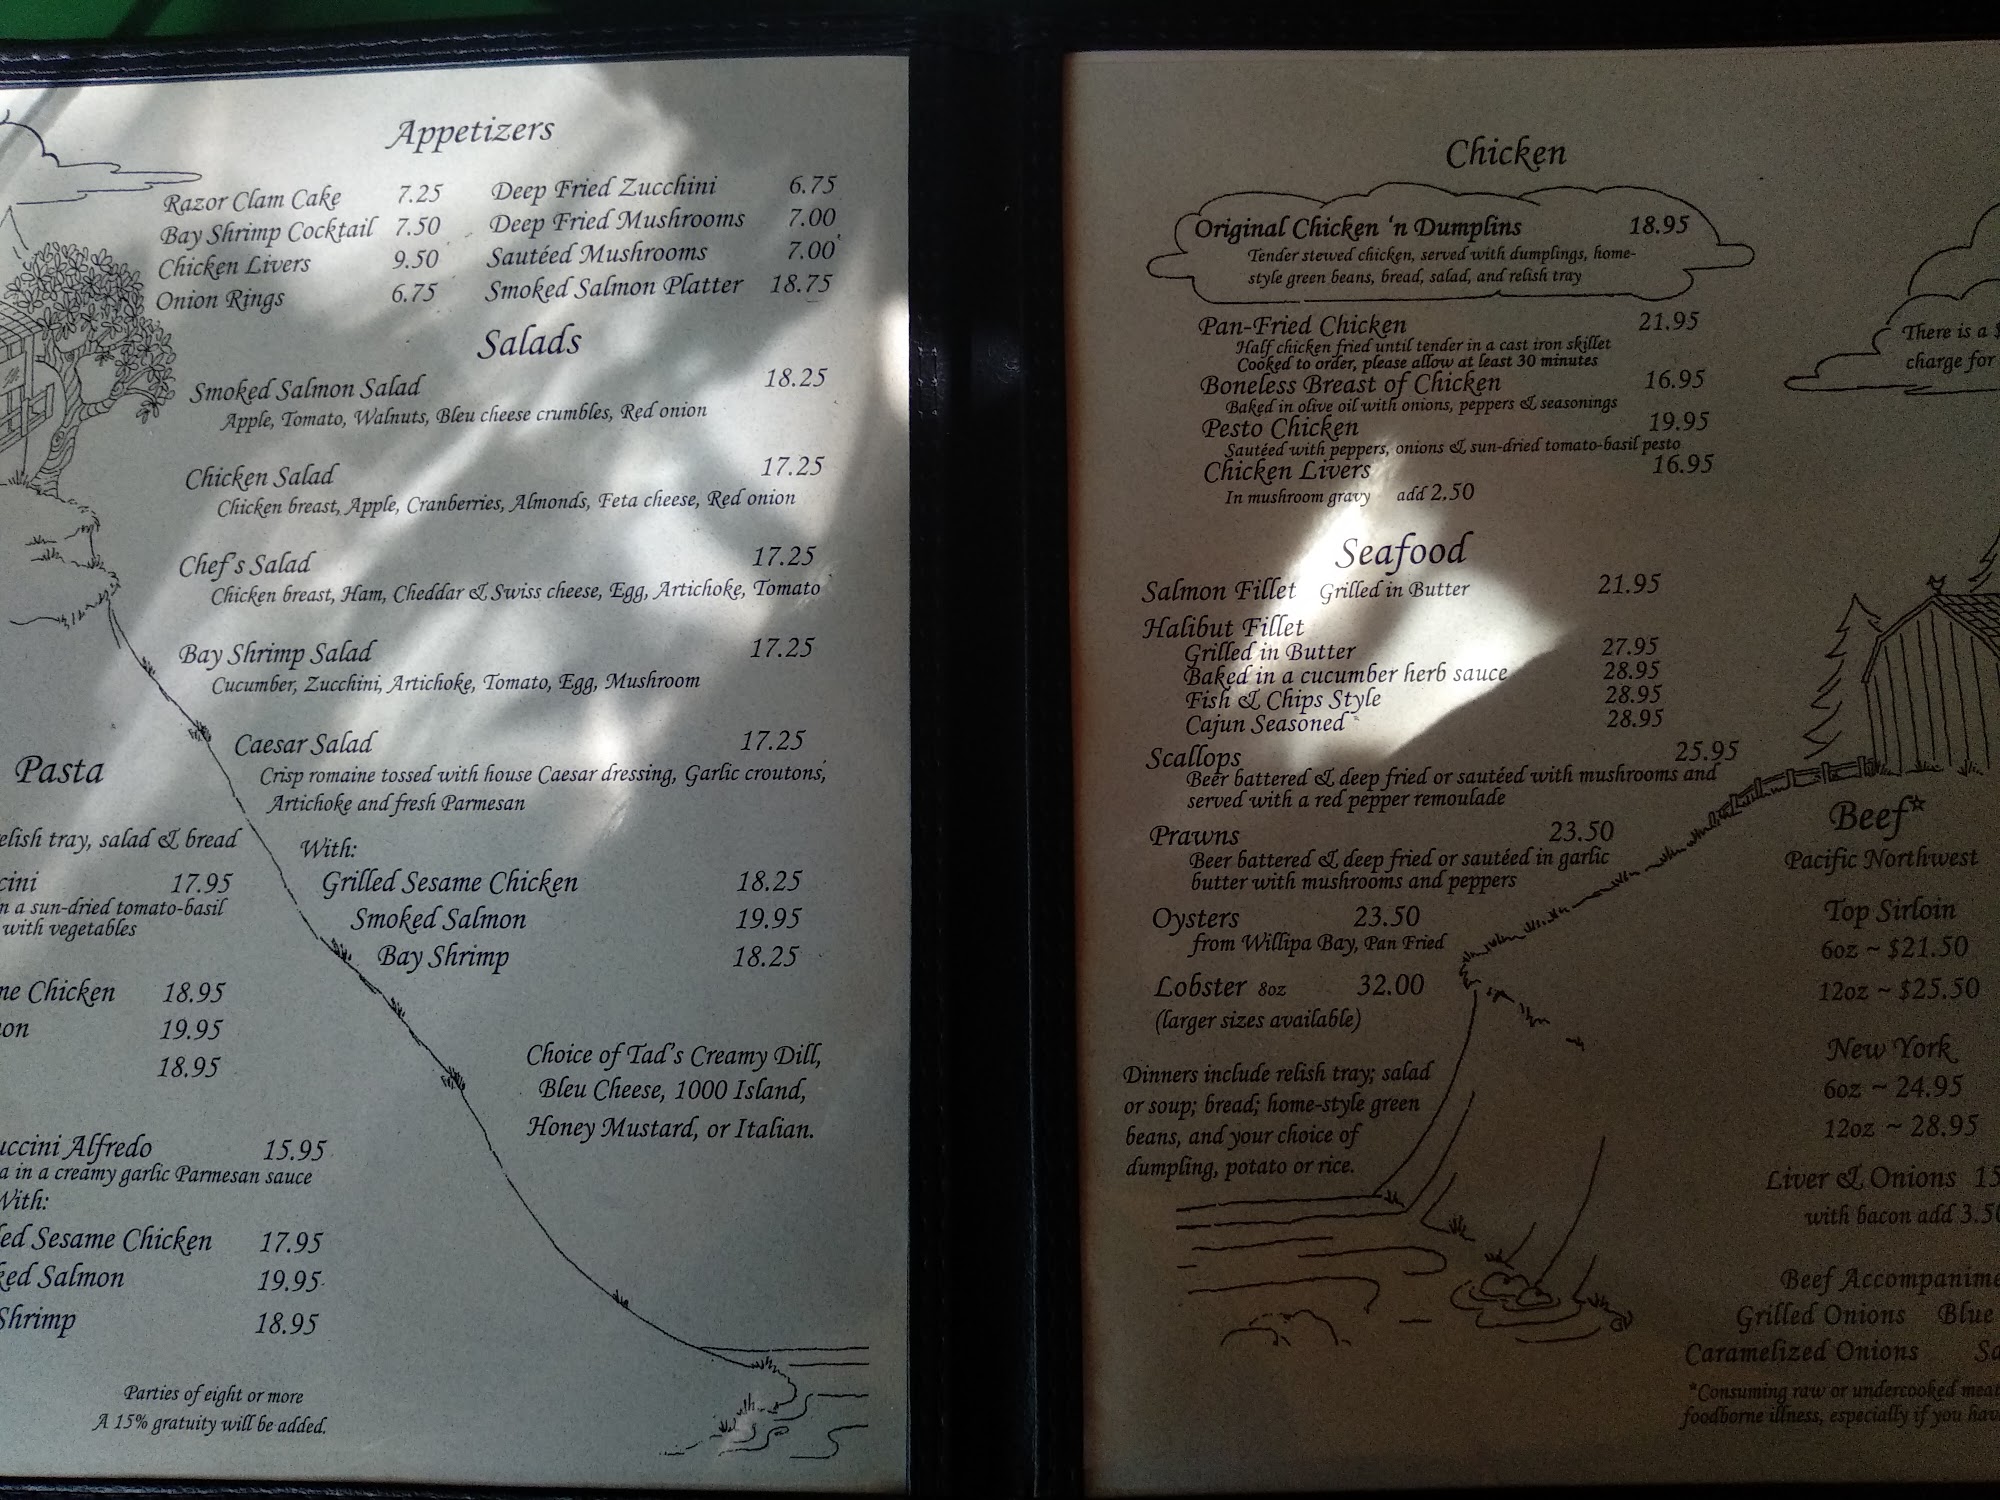 Appetizers
Razor Clam Cake 7.25
Bay Shrimp Cocktail 7.50
Chicken Livers 9.50
Onion Rings 6.75
Deep Fried Zucchini 6.75
Deep Fried Mushrooms 7.00
Sautéed Mushrooms 7.00
Smoked Salmon Platter 18.75
Salads
Smoked Salmon Salad 18.25
Apple, Tomato, Walnuts, Bleu cheese crumbles, Red onion
Chicken Salad 17.25
Chicken breast, Apple, Cranberries, Almonds, Feta cheese, Red onion
Chef's Salad 17.25
Chicken breast, Ham, Cheddar & Swiss cheese, Egg, Artichoke, Tomato
Bay Shrimp Salad 17.25
Cucumber, Zucchini, Artichoke, Tomato, Egg, Mushroom
Caesar Salad 17.25
Crisp romaine tossed with house Caesar dressing, Garlic croutons,
Artichoke and fresh Parmesan
With:
Grilled Sesame Chicken 18.25
Smoked Salmon 19.95
Bay Shrimp 18.25
Choice of Tad's Creamy Dill,
Bleu Cheese, 1000 Island,
Honey Mustard, or Italian.
Pasta
elish tray, salad & bread
cini 17.95
n a sun-dried tomato-basil
with vegetables
ne Chicken 18.95
on 19.95
18.95
uccini Alfredo 15.95
a in a creamy garlic Parmesan sauce
With:
ed Sesame Chicken 17.95
ked Salmon 19.95
Shrimp 18.95
Parties of eight or more
A 15% gratuity will be added.
Chicken
Original Chicken 'n Dumplins 18.95
Tender stewed chicken, served with dumplings, home-
style green beans, bread, salad, and relish tray
Pan-Fried Chicken 21.95
Half chicken fried until tender in a cast iron skillet
Cooked to order, please allow at least 30 minutes
Boneless Breast of Chicken 16.95
Baked in olive oil with onions, peppers & seasonings
Pesto Chicken 19.95
Sautéed with peppers, onions & sun-dried tomato-basil pesto
Chicken Livers 16.95
In mushroom gravy add 2.50
Seafood
Salmon Fillet Grilled in Butter 21.95
Halibut Fillet
Grilled in Butter 27.95
Baked in a cucumber herb sauce 28.95
Fish & Chips Style 28.95
Cajun Seasoned 28.95
Scallops 25.95
Beer battered & deep fried or sautéed with mushrooms and
served with a red pepper remoulade
Prawns 23.50
Beer battered & deep fried or sautéed in garlic
butter with mushrooms and peppers
Oysters 23.50
from Willipa Bay, Pan Fried
Lobster 8oz 32.00
(larger sizes available)
Dinners include relish tray; salad
or soup; bread; home-style green
beans, and your choice of
dumpling, potato or rice.
There is a $
charge for
Beef*
Pacific Northwest
Top Sirloin
6oz ~ $21.50
12oz ~ $25.50
New York
6oz ~ 24.95
12oz ~ 28.95
Liver & Onions 15
with bacon add 3.50
Beef Accompanime
Grilled Onions Blue
Caramelized Onions Sa
*Consuming raw or undercooked meat
foodborne illness, especially if you hav